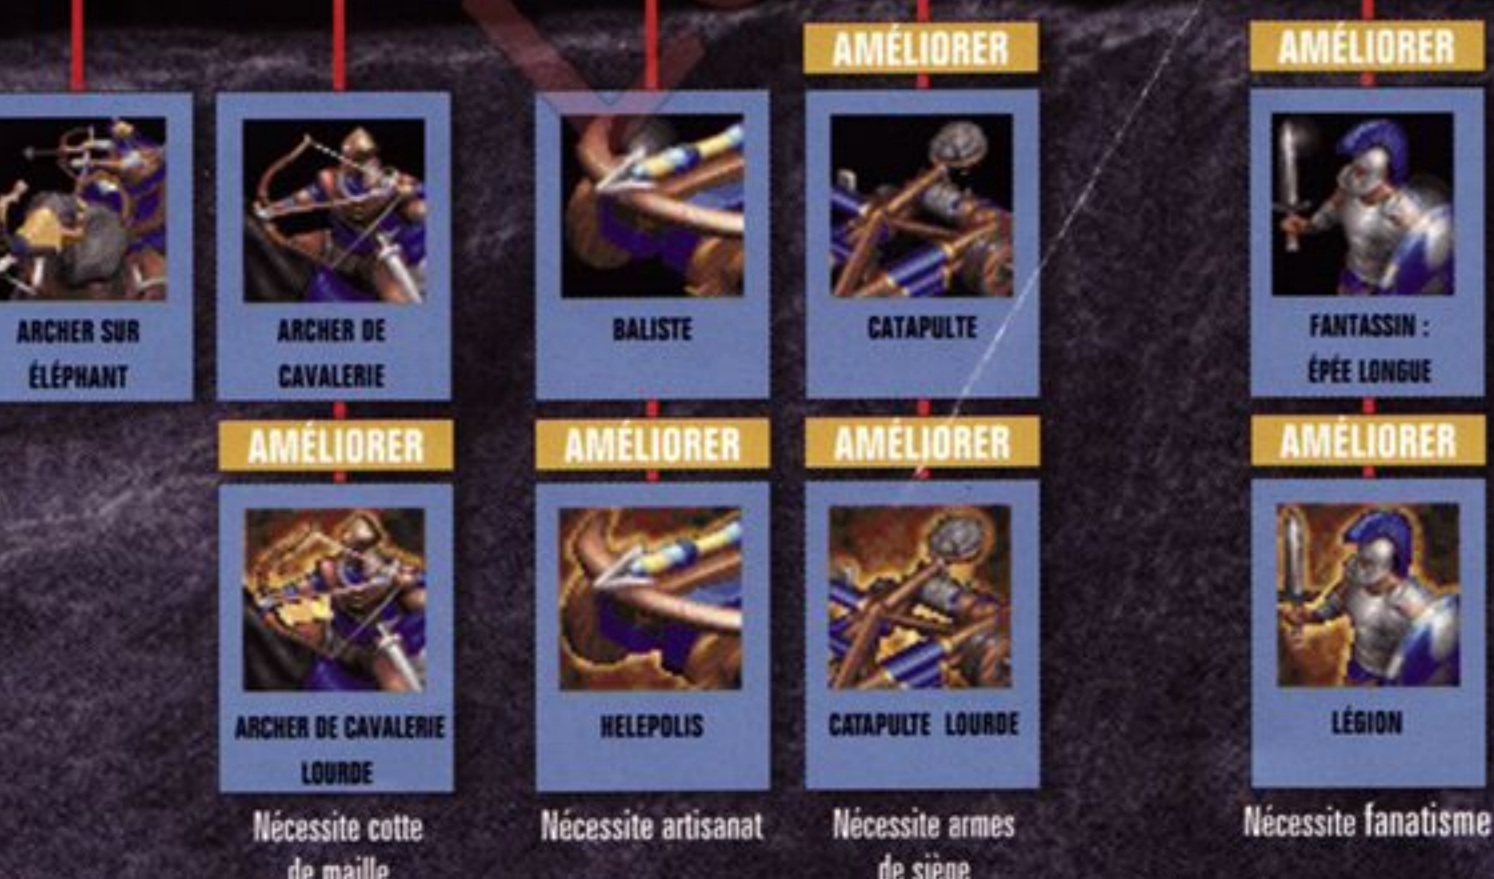 AMÉLIORER
AMÉLIORER
ARCHER SUR
ÉLÉPHANT
ARCHER DE
CAVALERIE
BALISTE
CATAPULTE
FANTASSIN :
ÉPÉE LONGUE
AMÉLIORER
AMÉLIORER
AMÉLIORER
AMÉLIORER
ARCHER DE CAVALERIE
LOURDE
HELEPOLIS
CATAPULTE LOURDE
LÉGION
Nécessite cotte
de maille
Nécessite artisanat
Nécessite armes
de siège
Nécessite fanatisme